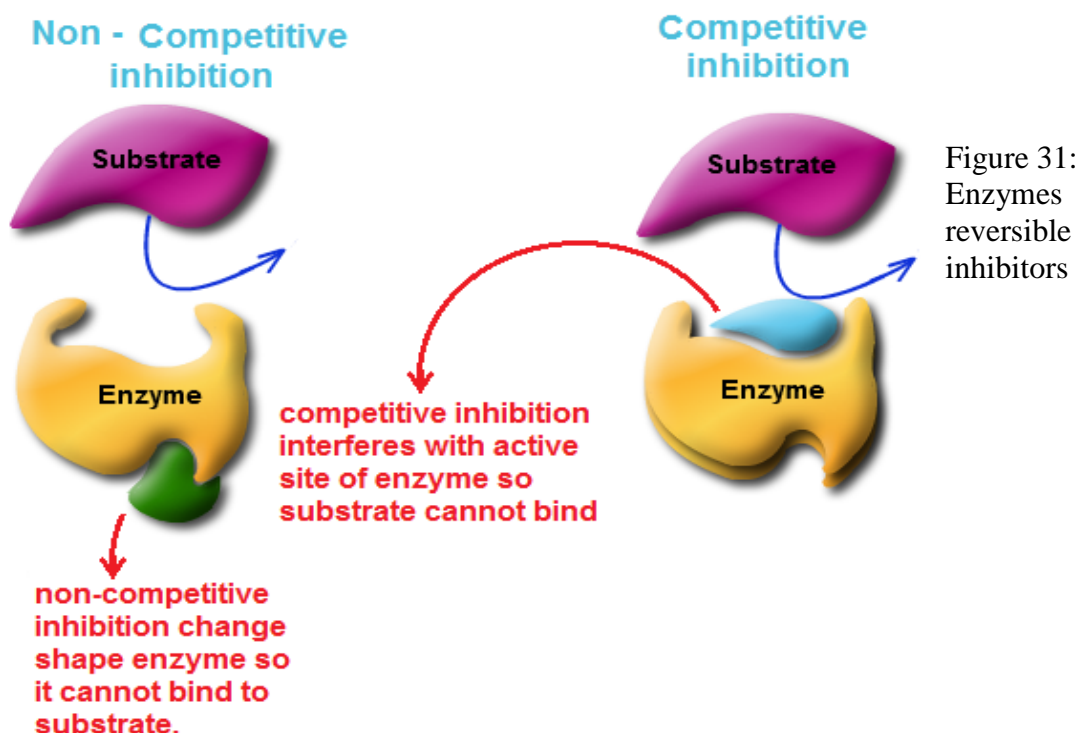 Non - Competitive
inhibition
Substrate
Enzyme
non-competitive
inhibition change
shape enzyme so
it cannot bind to
substrate.
Competitive
inhibition
Substrate
Enzyme
competitive inhibition
interferes with active
site of enzyme so
substrate cannot bind
Figure 31:
Enzymes
reversible
inhibitors